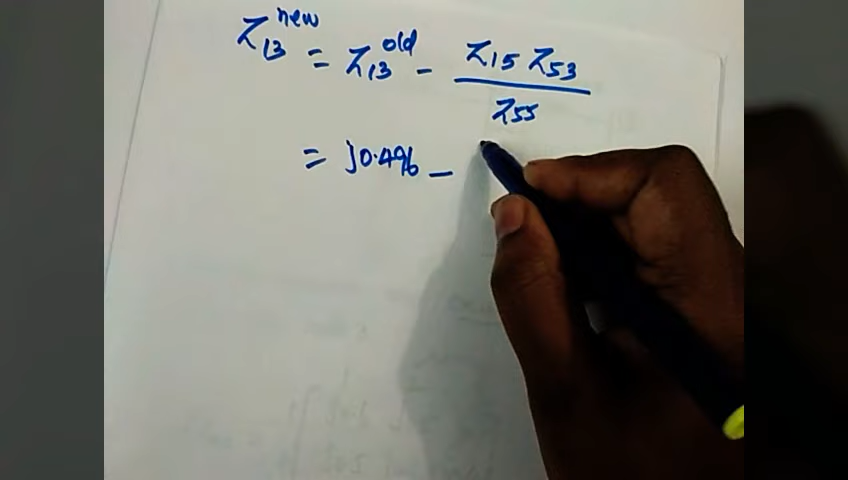 Z13^new = Z13^old - Z15 Z53 / Z55
= j0.496 -